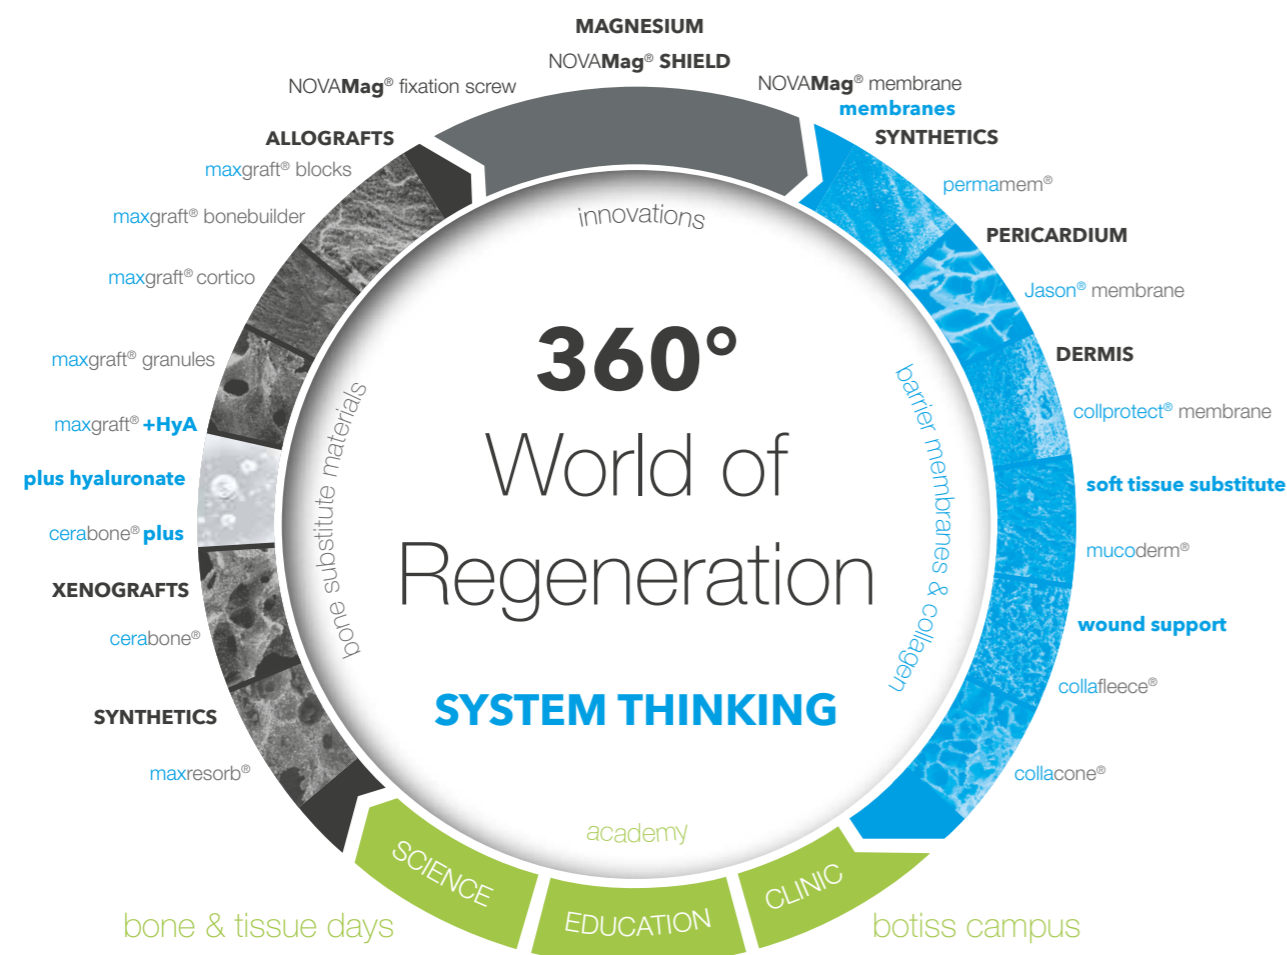 MAGNESIUM
NOVAMag® SHIELD
NOVAMag® fixation screw
NOVAMag® membrane
membranes
ALLOGRAFTS
SYNTHETICS
maxgraft® blocks
permamem®
maxgraft® bonebuilder
PERICARDIUM
maxgraft® cortico
Jason® membrane
maxgraft® granules
DERMIS
maxgraft® +HyA
collprotect® membrane
plus hyaluronate
soft tissue substitute
cerabone® plus
mucoderm®
XENOGRAFTS
wound support
cerabone®
collafleece®
SYNTHETICS
maxresorb®
collacone®
innovations
bone substitute materials
barrier membranes & collagen
360°
World of
Regeneration
SYSTEM THINKING
academy
SCIENCE
EDUCATION
CLINIC
bone & tissue days
botiss campus